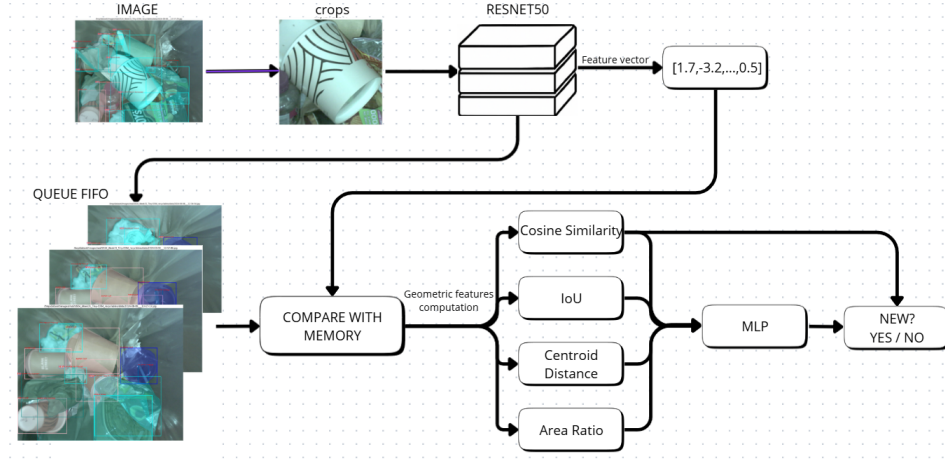 IMAGE
crops
RESNET50
Feature vector
[1.7,-3.2,...,0.5]
QUEUE FIFO
COMPARE WITH
MEMORY
Geometric features
computation
Cosine Similarity
IoU
Centroid
Distance
Area Ratio
MLP
NEW?
YES / NO